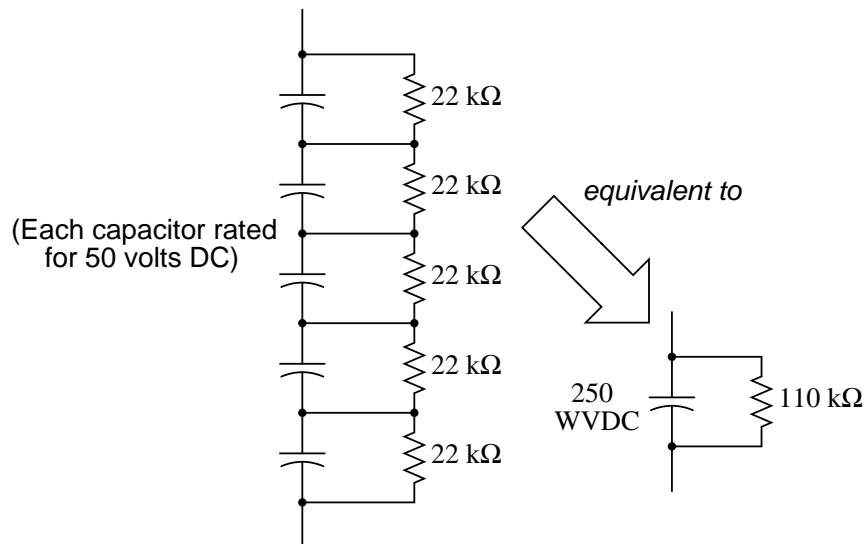 22 kΩ
22 kΩ
equivalent to
(Each capacitor rated
for 50 volts DC)
22 kΩ
22 kΩ
250
WVDC
110 kΩ
22 kΩ